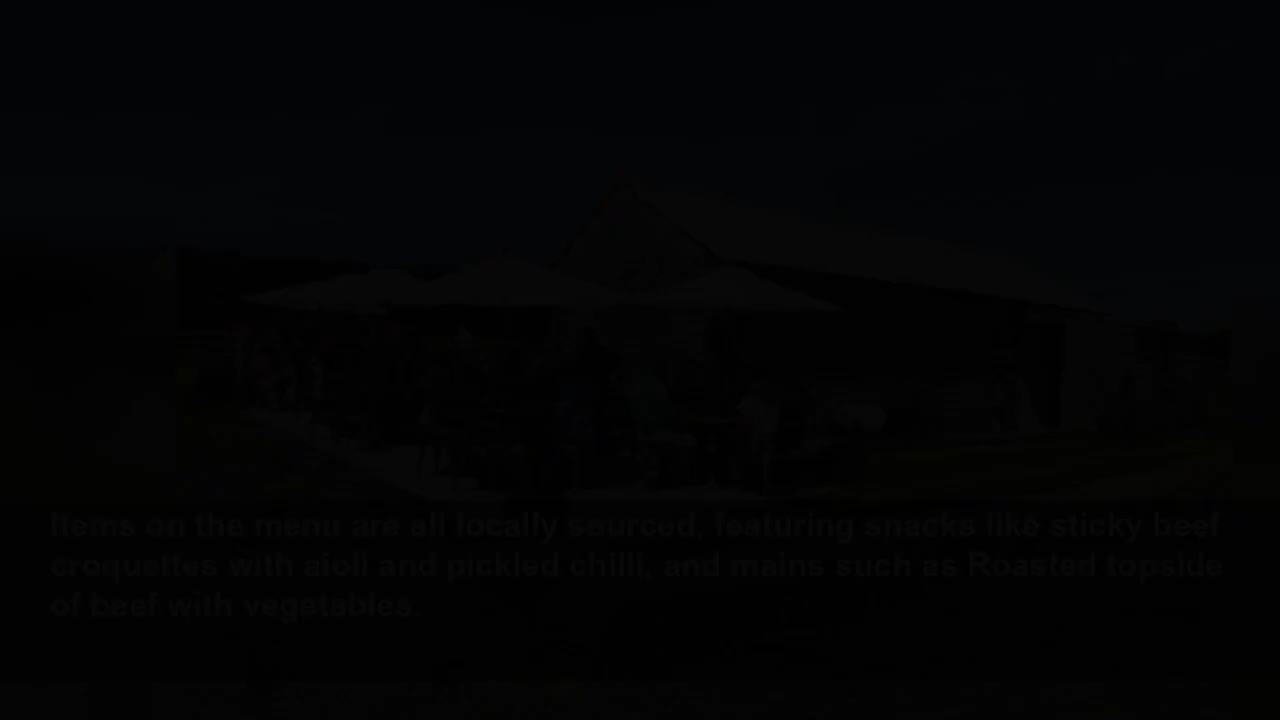 Items on the menu are all locally sourced, featuring snacks like sticky beef
croquettes with aioli and pickled chilli, and mains such as Roasted topside
of beef with vegetables.